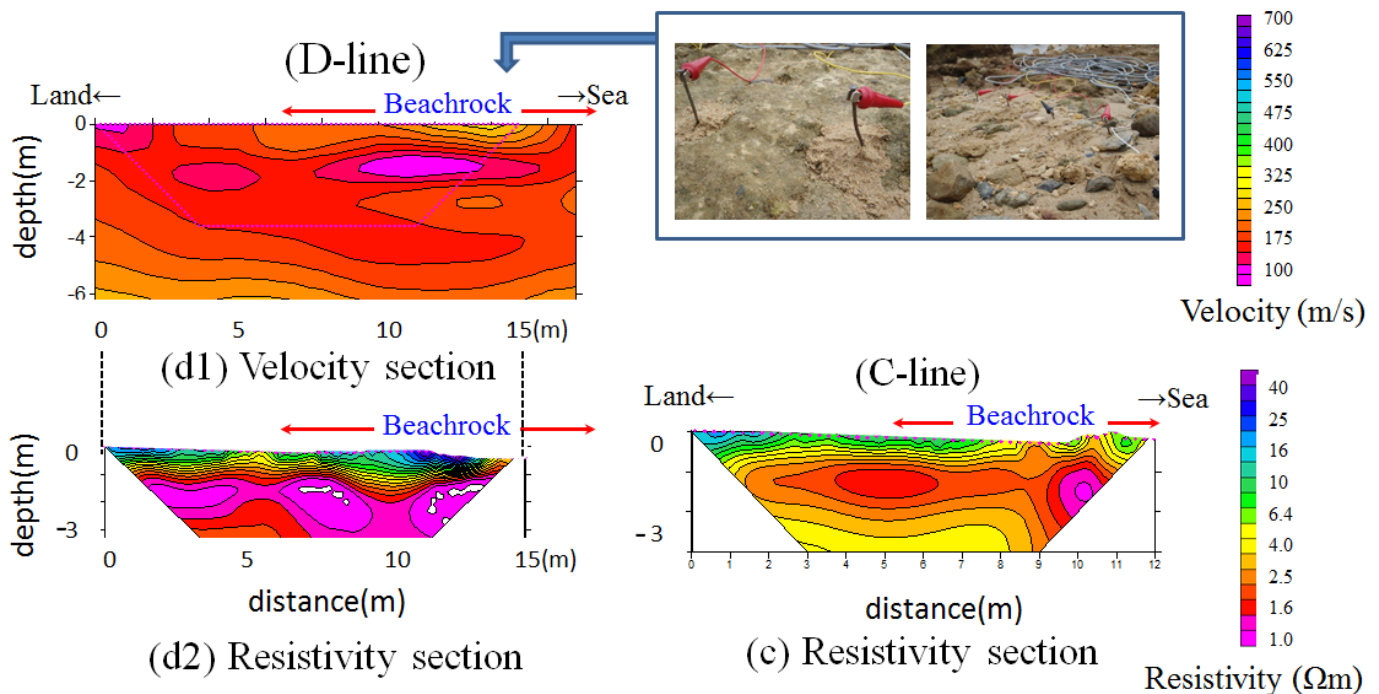 (D-line)
Land←
→Sea
Beachrock
depth(m)
0
-2
-4
-6
0 5 10 15(m)
(d1) Velocity section
700
625
550
475
400
325
250
175
100
Velocity (m/s)
Beachrock
depth(m)
0
-3
0 5 10 15(m)
distance(m)
(d2) Resistivity section
(C-line)
Land←
→Sea
Beachrock
0
-3
0 1 2 3 4 5 6 7 8 9 10 11 12
distance(m)
(c) Resistivity section
40
25
16
10
6.4
4.0
2.5
1.6
1.0
Resistivity (Ωm)